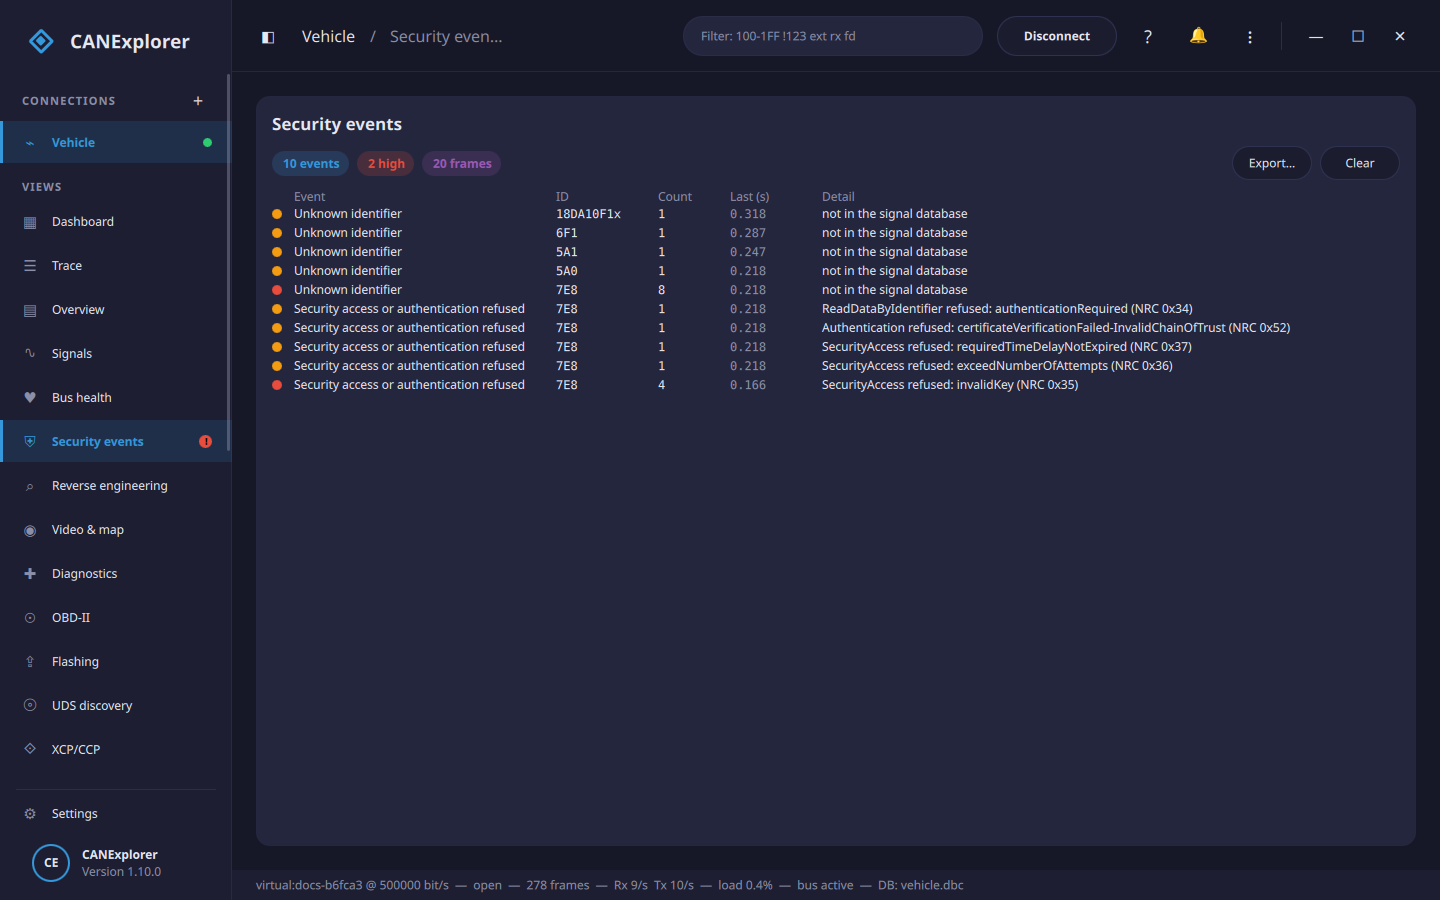 CANExplorer
Vehicle / Security even...
Filter: 100-1FF !123 ext rx fd
Disconnect
?
CONNECTIONS +
Vehicle
VIEWS
Dashboard
Trace
Overview
Signals
Bus health
Security events !
Reverse engineering
Video & map
Diagnostics
OBD-II
Flashing
UDS discovery
XCP/CCP
Settings
CE
CANExplorer
Version 1.10.0
Security events
10 events 2 high 20 frames
Export... Clear
Event ID Count Last (s) Detail
Unknown identifier 18DA10F1x 1 0.318 not in the signal database
Unknown identifier 6F1 1 0.287 not in the signal database
Unknown identifier 5A1 1 0.247 not in the signal database
Unknown identifier 5A0 1 0.218 not in the signal database
Unknown identifier 7E8 8 0.218 not in the signal database
Security access or authentication refused 7E8 1 0.218 ReadDataByIdentifier refused: authenticationRequired (NRC 0x34)
Security access or authentication refused 7E8 1 0.218 Authentication refused: certificateVerificationFailed-InvalidChainOfTrust (NRC 0x52)
Security access or authentication refused 7E8 1 0.218 SecurityAccess refused: requiredTimeDelayNotExpired (NRC 0x37)
Security access or authentication refused 7E8 1 0.218 SecurityAccess refused: exceedNumberOfAttempts (NRC 0x36)
Security access or authentication refused 7E8 4 0.166 SecurityAccess refused: invalidKey (NRC 0x35)
virtual:docs-b6fca3 @ 500000 bit/s — open — 278 frames — Rx 9/s Tx 10/s — load 0.4% — bus active — DB: vehicle.dbc